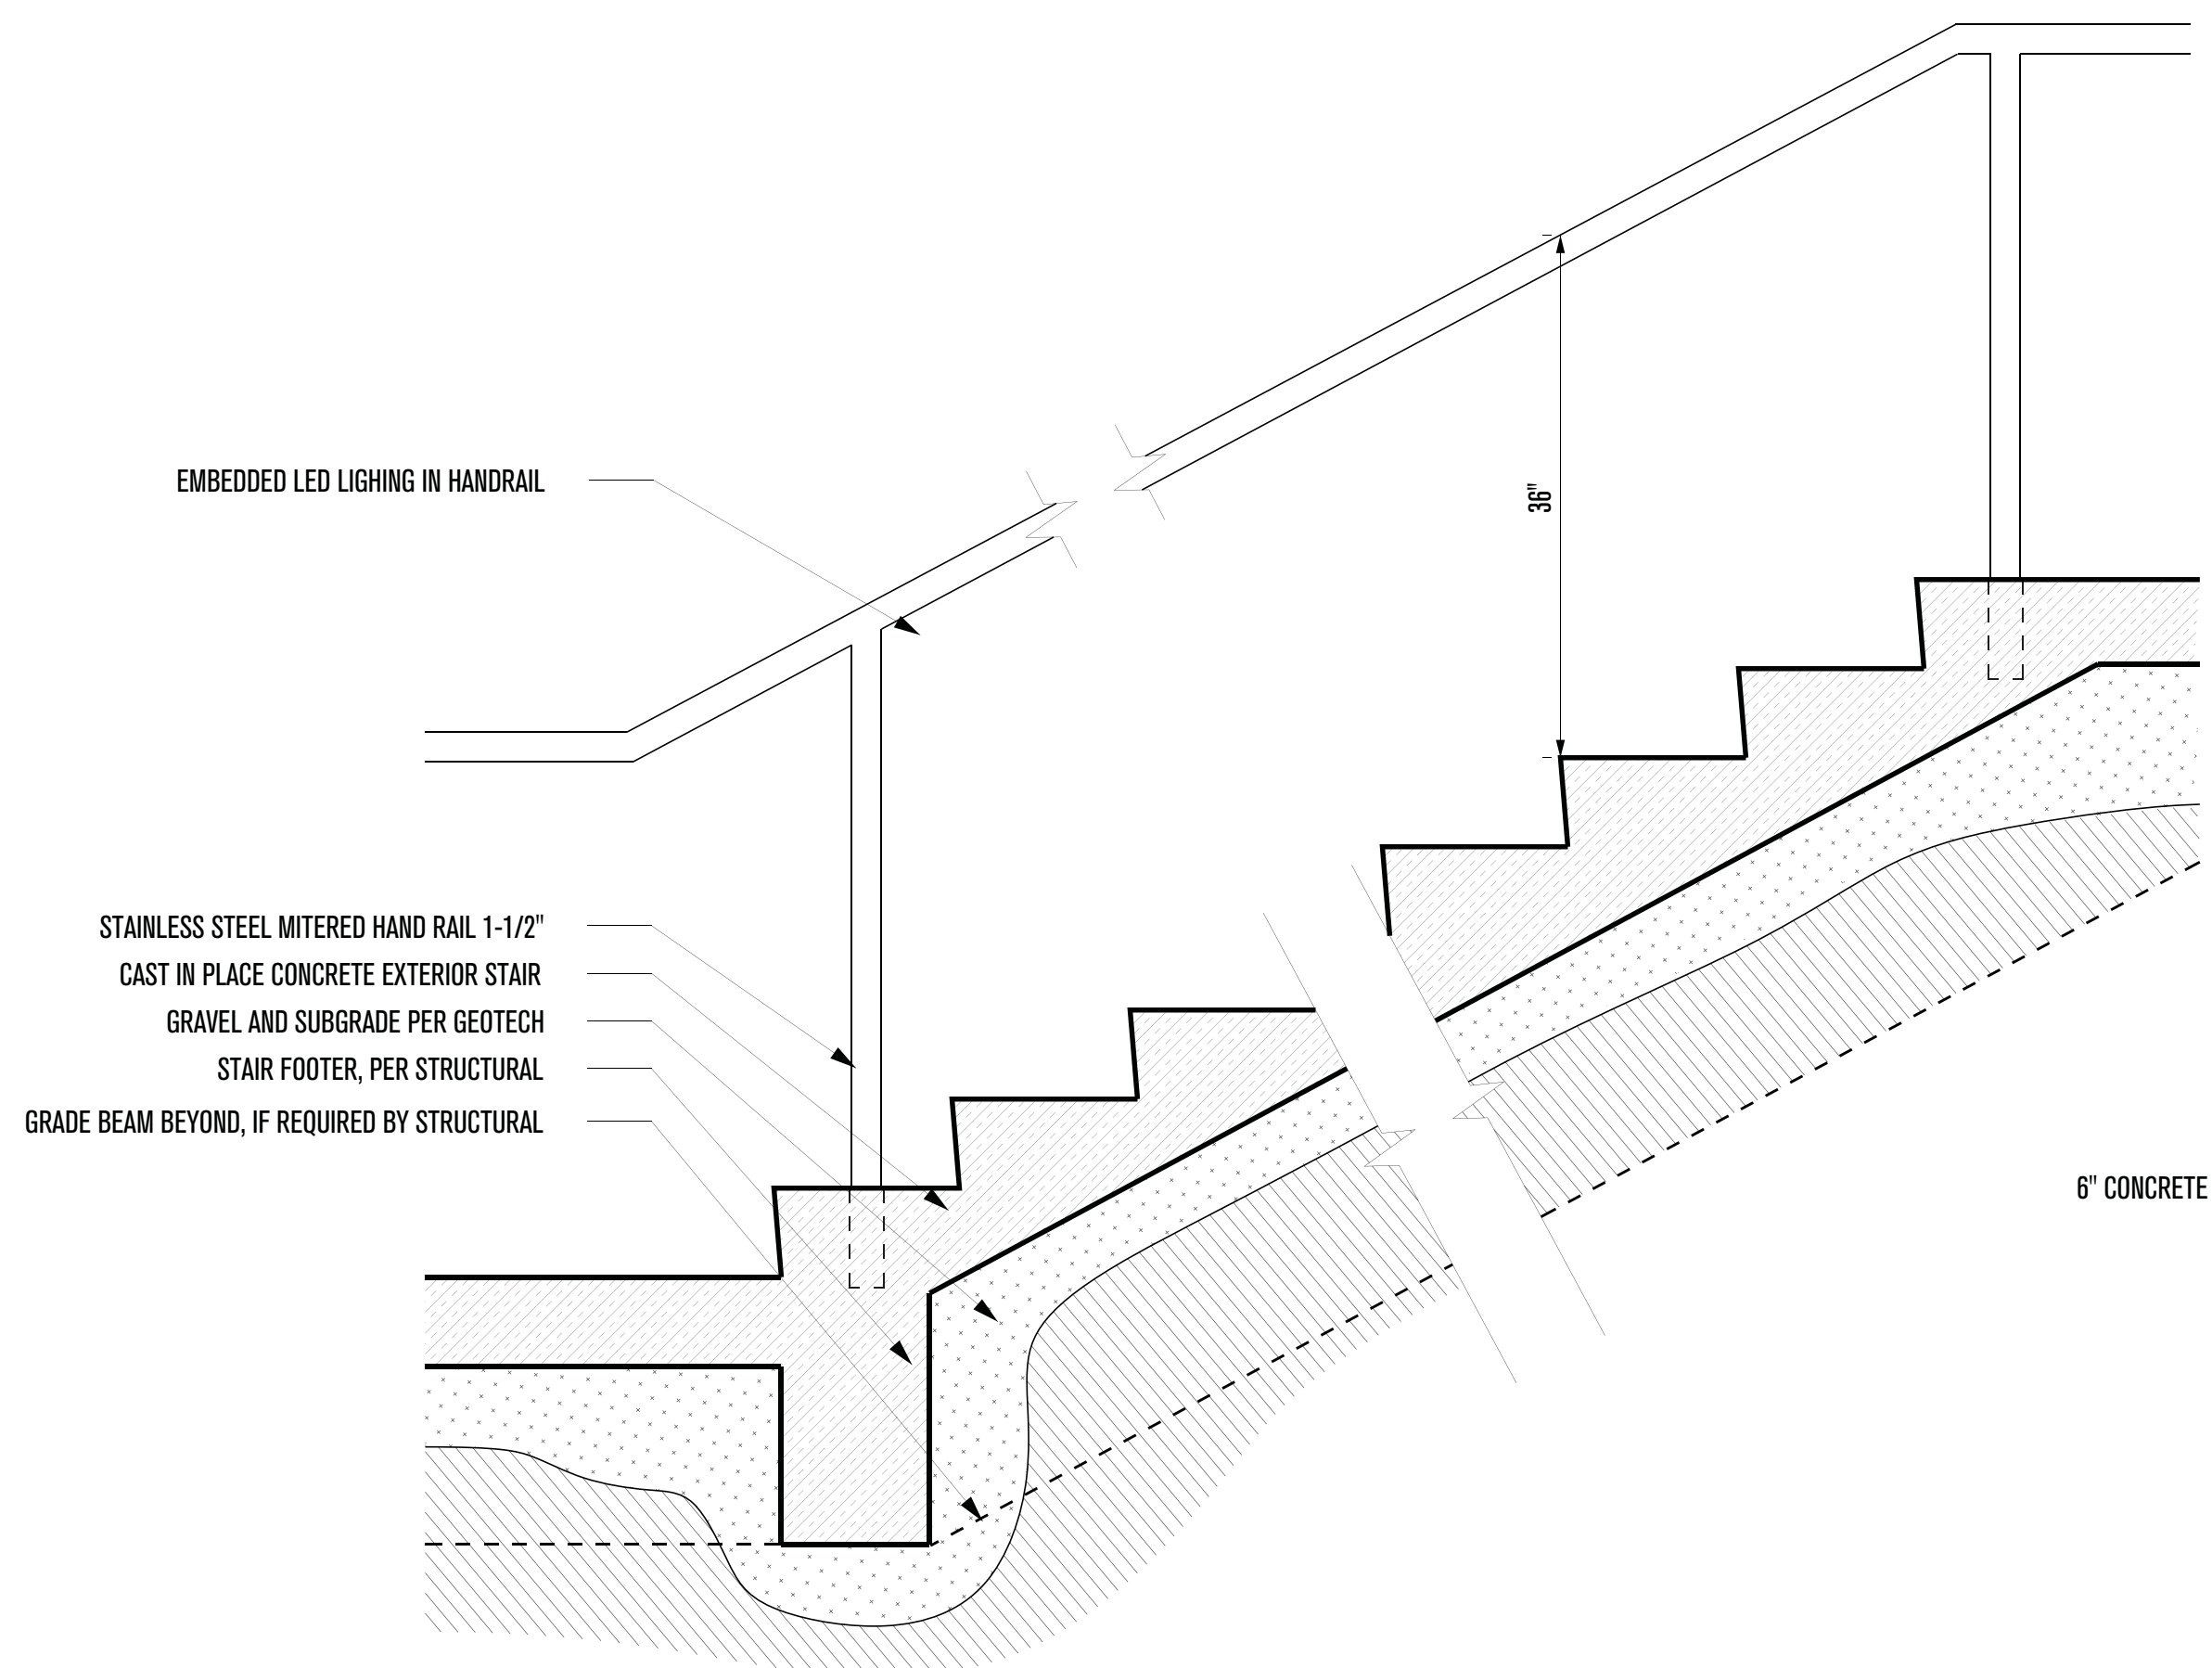 EMBEDDED LED LIGHING IN HANDRAIL
36"
STAINLESS STEEL MITERED HAND RAIL 1-1/2"
CAST IN PLACE CONCRETE EXTERIOR STAIR
GRAVEL AND SUBGRADE PER GEOTECH
STAIR FOOTER, PER STRUCTURAL
GRADE BEAM BEYOND, IF REQUIRED BY STRUCTURAL
6" CONCRETE